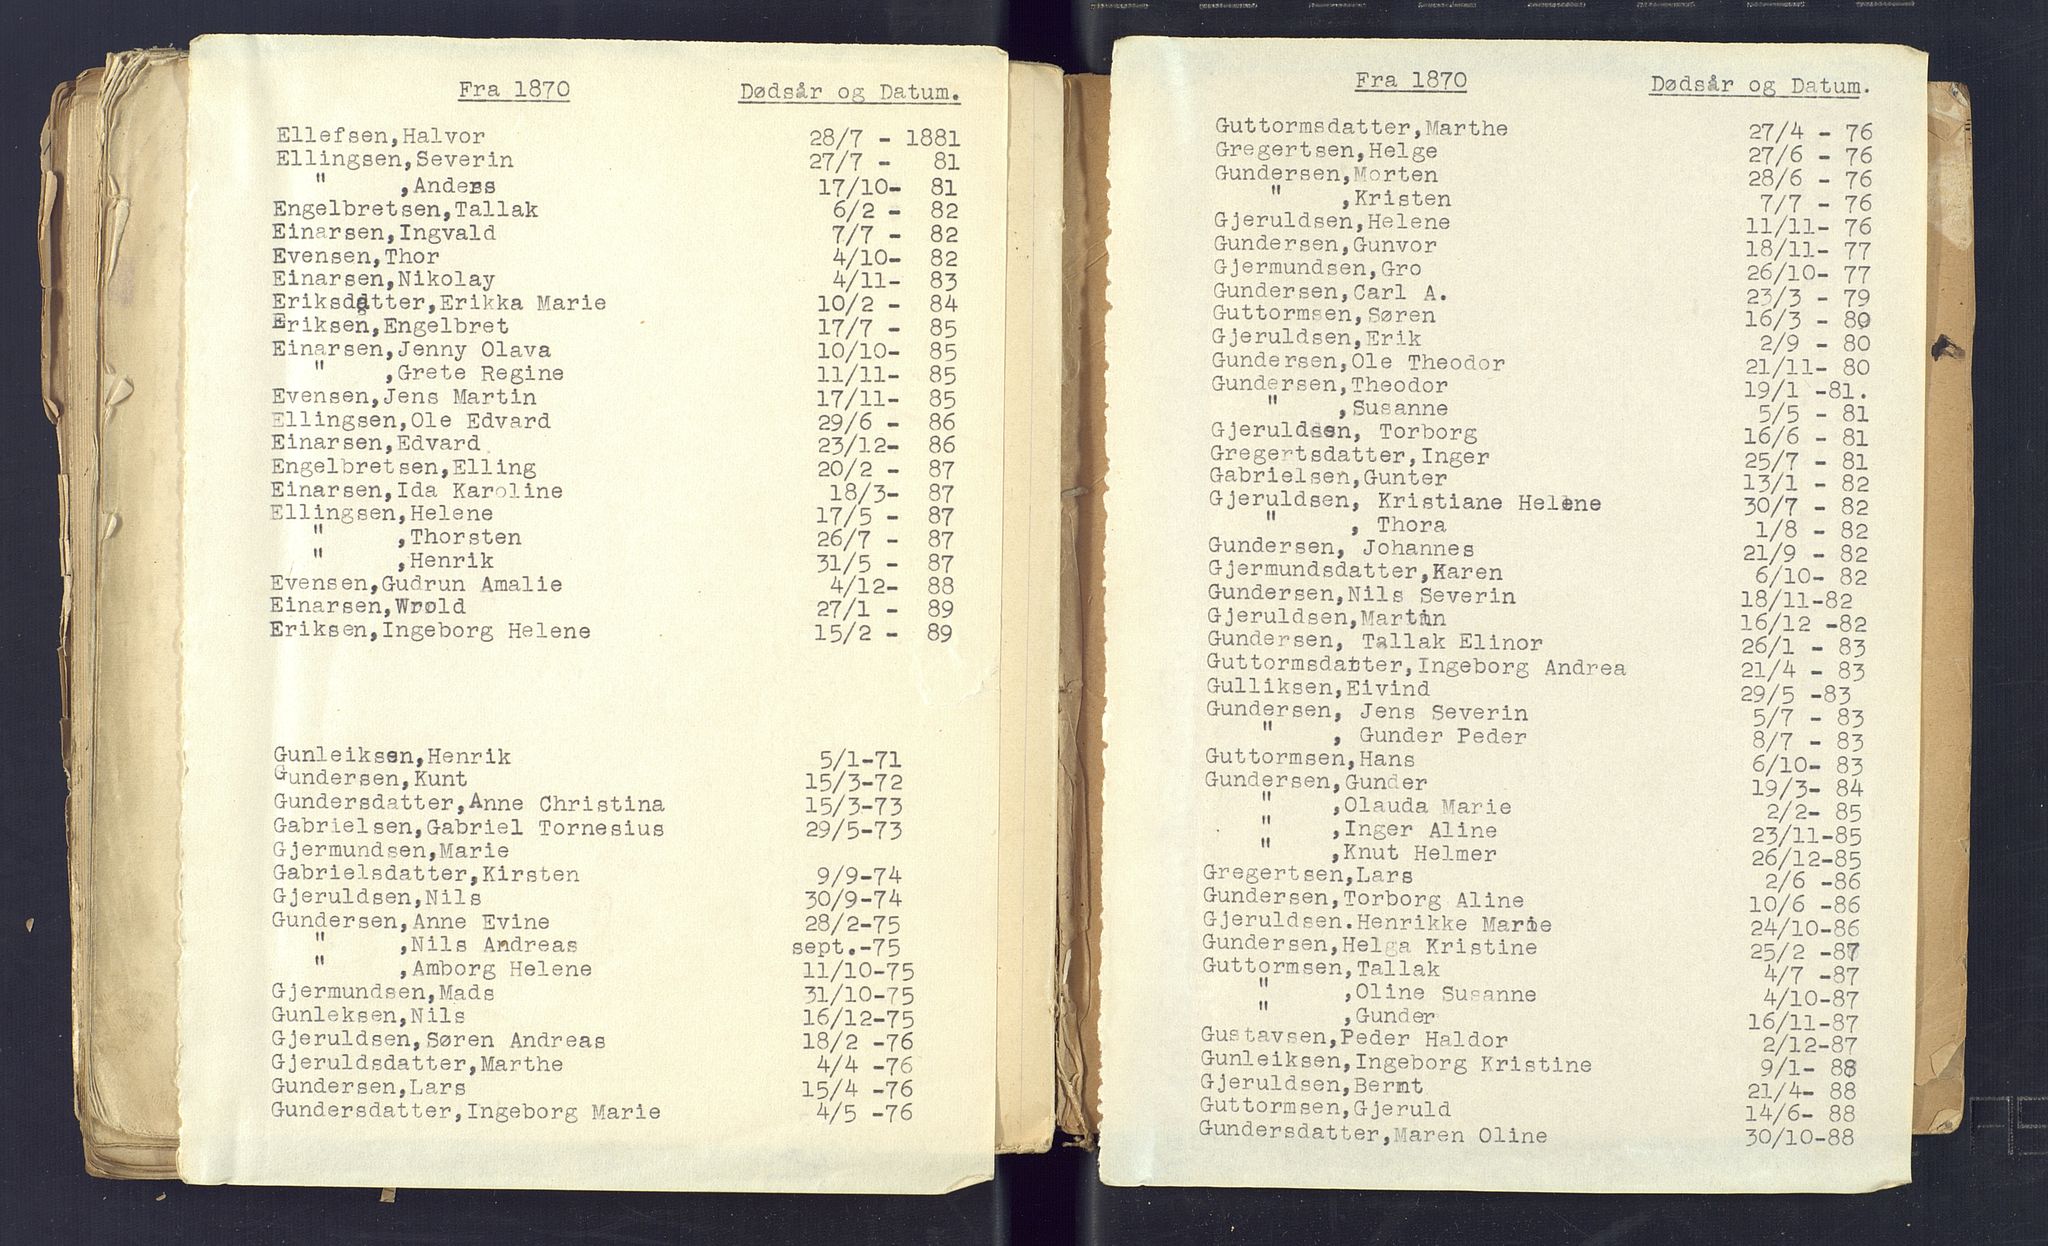 Fra 1870 Dødsår og Datum.
Ellefsen,Halvor 28/7 - 1881
Ellingsen,Severin 27/7 - 81
" ,Anders 17/10- 81
Engelbretsen,Tallak 6/2 - 82
Einarsen,Ingvald 7/7 - 82
Evensen,Thor 4/10- 82
Einarsen,Nikolay 4/11- 83
Eriksdatter,Erikka Marie 10/2 - 84
Eriksen,Engelbret 17/7 - 85
Einarsen,Jenny Olava 10/10- 85
" ,Grete Regine 11/11- 85
Evensen,Jens Martin 17/11- 85
Ellingsen,Ole Edvard 29/6 - 86
Einarsen,Edvard 23/12- 86
Engelbretsen,Elling 20/2 - 87
Einarsen,Ida Karoline 18/3- 87
Ellingsen,Helene 17/5 - 87
" ,Thorsten 26/7 - 87
" ,Henrik 31/5 - 87
Evensen,Gudrun Amalie 4/12- 88
Einarsen,Wrold 27/1 - 89
Eriksen,Ingeborg Helene 15/2 - 89
Gunleiksen,Henrik 5/1-71
Gundersen,Kunt 15/3-72
Gundersdatter,Anne Christina 15/3-73
Gabrielsen,Gabriel Tornesius 29/5-73
Gjermundsen,Marie
Gabrielsdatter,Kirsten 9/9-74
Gjeruldsen,Nils 30/9-74
Gundersen,Anne Evine 28/2-75
" ,Nils Andreas sept.-75
" ,Amborg Helene 11/10-75
Gjermundsen,Mads 31/10-75
Gunleksen,Nils 16/12-75
Gjeruldsen,Søren Andreas 18/2 -76
Gjeruldsdatter,Marthe 4/4 -76
Gundersen,Lars 15/4 -76
Gundersdatter,Ingeborg Marie 4/5 -76
Fra 1870 Dødsår og Datum.
Guttormsdatter,Marthe 27/4 - 76
Gregertsen,Helge 27/6 - 76
Gundersen,Morten 28/6 - 76
" ,Kristen 7/7 - 76
Gjeruldsen,Helene 11/11- 76
Gundersen,Gunvor 18/11- 77
Gjermundsen,Gro 26/10- 77
Gundersen,Carl A. 23/3 - 79
Guttormsen,Søren 16/3 - 80
Gjeruldsen,Erik 2/9 - 80
Gundersen,Ole Theodor 21/11- 80
Gundersen,Theodor 19/1 -81.
" ,Susanne 5/5 - 81
Gjeruldsen, Torborg 16/6 - 81
Gregertsdatter,Inger 25/7 - 81
Gabrielsen,Gunter 13/1 - 82
Gjeruldsen, Kristiane Helene 30/7 - 82
" , Thora 1/8 - 82
Gundersen, Johannes 21/9 - 82
Gjermundsdatter,Karen 6/10- 82
Gundersen,Nils Severin 18/11-82
Gjeruldsen,Martin 16/12 -82
Gundersen, Tallak Elinor 26/1 - 83
Guttormsdatter,Ingeborg Andrea 21/4 - 83
Gulliksen,Eivind 29/5 -83
Gundersen, Jens Severin 5/7 - 83
" , Gunder Peder 8/7 - 83
Guttormsen,Hans 6/10- 83
Gundersen,Gunder 19/3- 84
" ,Olauda Marie 2/2- 85
" ,Inger Aline 23/11-85
" ,Knut Helmer 26/12-85
Gregertsen,Lars 2/6 -86
Gundersen,Torborg Aline 10/6 -86
Gjeruldsen.Henrikke Marie 24/10-86
Gundersen,Helga Kristine 25/2 -87
Guttormsen,Tallak 4/7 -87
" ,Oline Susanne 4/10-87
" ,Gunder 16/11-87
Gustavsen,Peder Haldor 2/12-87
Gunleiksen,Ingeborg Kristine 9/1- 88
Gjeruldsen,Bernt 21/4- 88
Guttormsen,Gjeruld 14/6- 88
Gundersdatter,Maren Oline 30/10-88